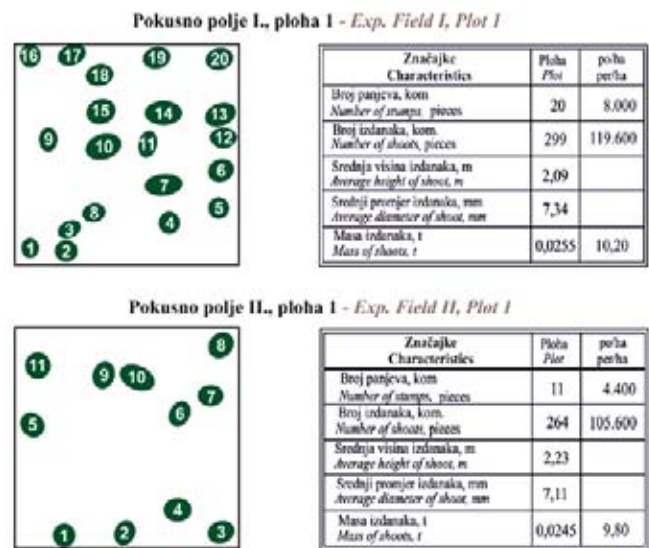 Pokusno polje I., ploha 1 - Exp. Field I, Plot 1
16 17 19 20
18
15 14 13
9 10 11 12
6
7
8 5
3 4
1 2
Značajke Ploha po/ha
Characteristics Plot per/ha
Broj panjeva, kom 20 8.000
Number of stumps, pieces
Broj izdanaka, kom. 299 119.600
Number of shoots, pieces
Srednja visina izdanaka, m 2,09
Average height of shoot, m
Srednji promjer izdanaka, mm 7,34
Average diameter of shoot, mm
Masa izdanaka, t 0,0255 10,20
Mass of shoots, t
Pokusno polje II., ploha 1 - Exp. Field II, Plot 1
8
11 9 10
7
5 6
4
1 2 3
Značajke Ploha po/ha
Characteristics Plot per/ha
Broj panjeva, kom 11 4.400
Number of stumps, pieces
Broj izdanaka, kom. 264 105.600
Number of shoots, pieces
Srednja visina izdanaka, m 2,23
Average height of shoot, m
Srednji promjer izdanaka, mm 7,11
Average diameter of shoot, mm
Masa izdanaka, t 0,0245 9,80
Mass of shoots, t